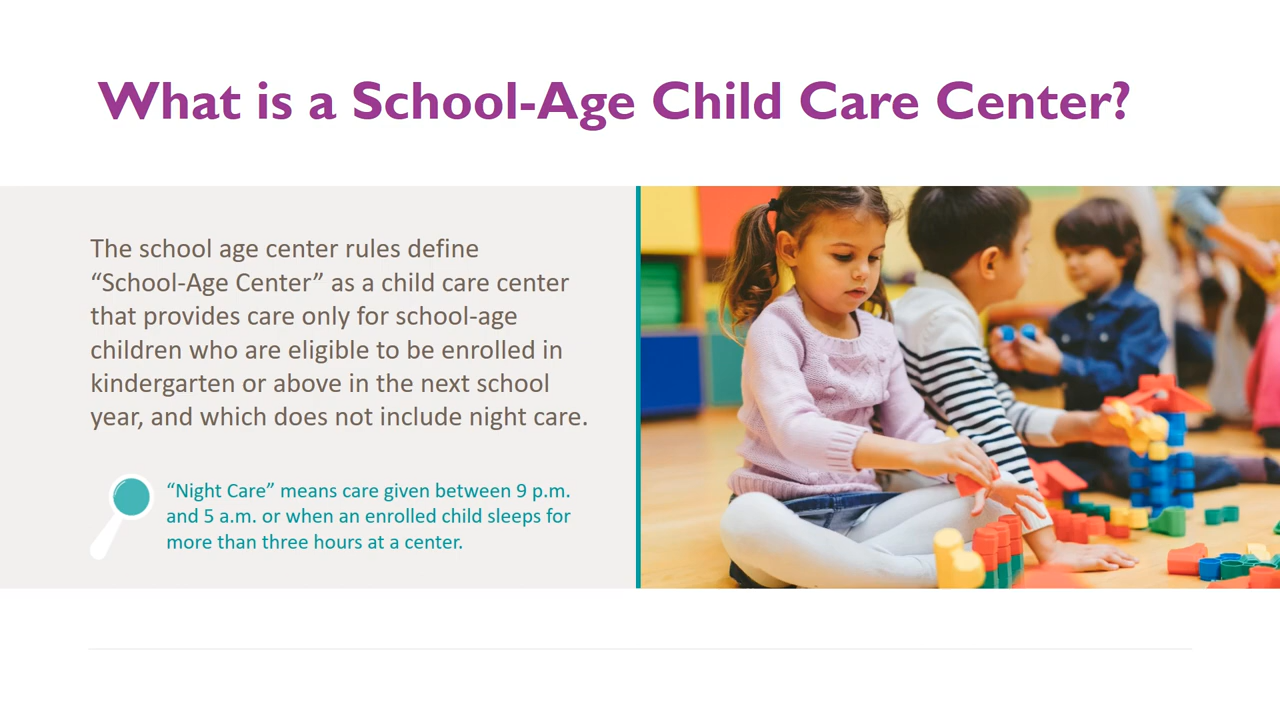 What is a School-Age Child Care Center?
The school age center rules define
“School-Age Center” as a child care center
that provides care only for school-age
children who are eligible to be enrolled in
kindergarten or above in the next school
year, and which does not include night care.
“Night Care” means care given between 9 p.m.
and 5 a.m. or when an enrolled child sleeps for
more than three hours at a center.